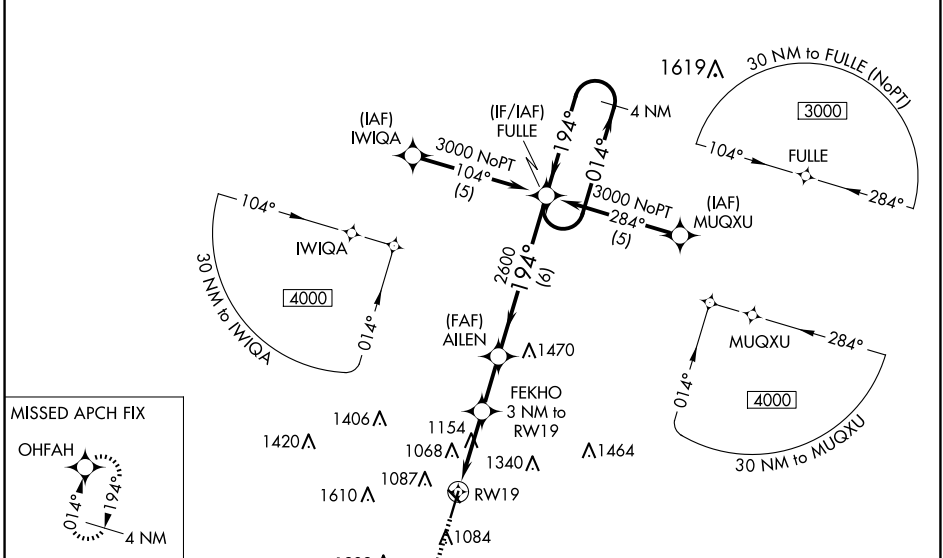 1619
30 NM to FULLE (NoPT)
3000
104°
FULLE
284°
(IAF)
IWIQA
3000 NoPT
104°
(5)
(IF/IAF)
FULLE
194°
014°
4 NM
3000 NoPT
284°
(5)
(IAF)
MUQXU
104°
IWIQA
4000
014°
30 NM to IWIQA
2600
194°
(6)
(FAF)
AILEN
1470
MUQXU
284°
014°
4000
30 NM to MUQXU
FEKHO
3 NM to
RW19
1406
1420
1154
1068
1340
1464
1087
1610
RW19
1084
MISSED APCH FIX
OHFAH
014°
194°
4 NM